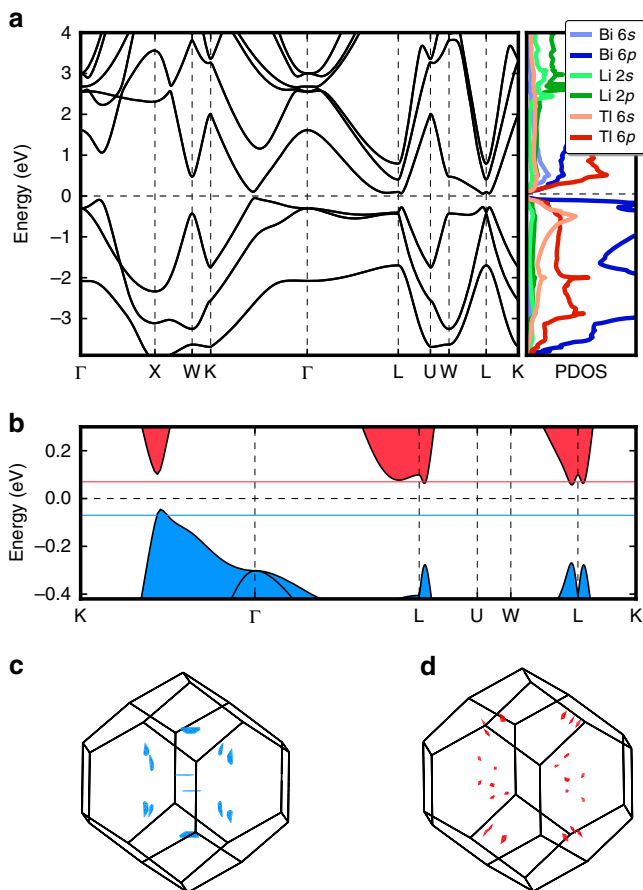 a
4
3
2
1
0
−1
−2
−3
Energy (eV)
Γ X W K Γ L U W L K
Bi 6s
Bi 6p
Li 2s
Li 2p
Tl 6s
Tl 6p
PDOS
b
0.2
0.0
−0.2
−0.4
Energy (eV)
K Γ L U W L K
c d